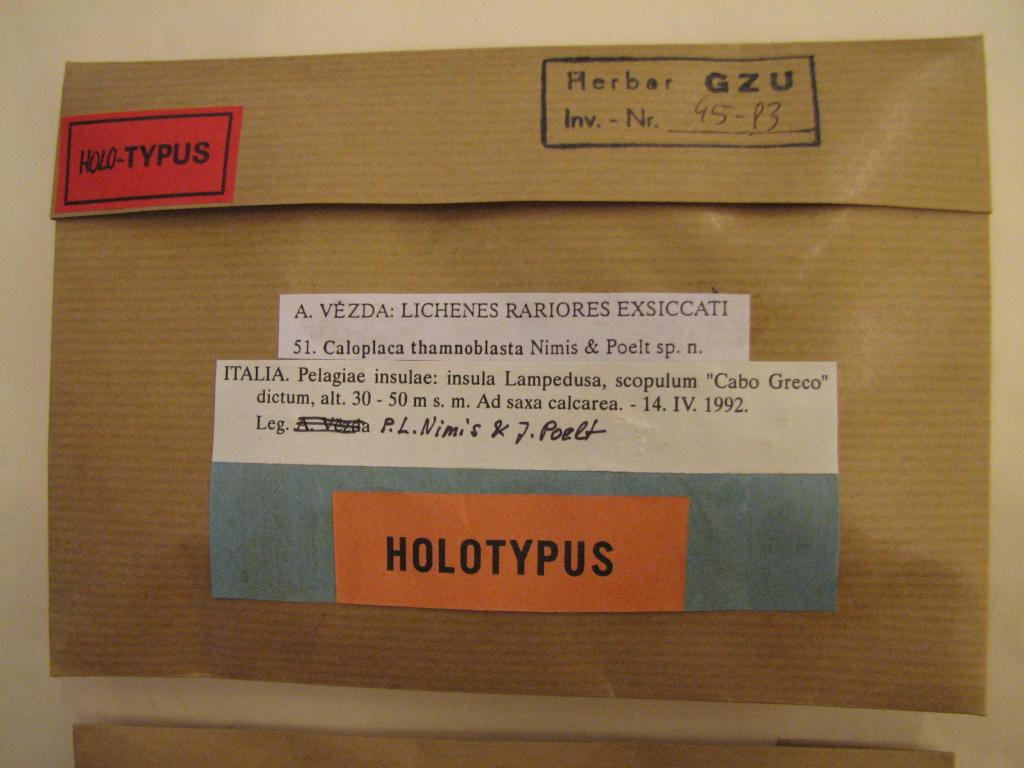 Herbar GZU
Inv. - Nr. 45-93
HOLO-TYPUS
A. VĚZDA: LICHENES RARIORES EXSICCATI
51. Caloplaca thamnoblasta Nimis & Poelt sp. n.
ITALIA. Pelagiae insulae: insula Lampedusa, scopulum "Cabo Greco"
dictum, alt. 30 - 50 m s. m. Ad saxa calcarea. - 14. IV. 1992.
Leg. A. Vězda P.L. Nimis & J. Poelt
HOLOTYPUS